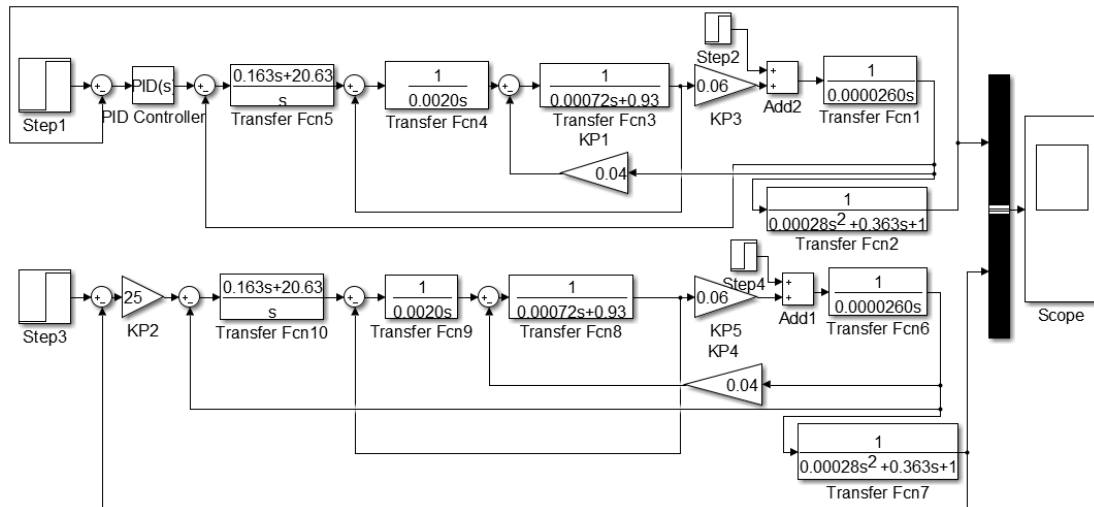 Step1
PID(s
PID Controller
0.163s+20.63
s
Transfer Fcn5
1
0.0020s
Transfer Fcn4
1
0.00072s+0.93
Transfer Fcn3
KP1
0.04
Step2
0.06
KP3
Add2
1
0.0000260s
Transfer Fcn1
1
0.00028s² +0.363s+1
Transfer Fcn2
Scope
Step3
25
KP2
0.163s+20.63
s
Transfer Fcn10
1
0.0020s
Transfer Fcn9
1
0.00072s+0.93
Transfer Fcn8
Step4
0.06
KP5
KP4
0.04
Add1
1
0.0000260s
Transfer Fcn6
1
0.00028s² +0.363s+1
Transfer Fcn7